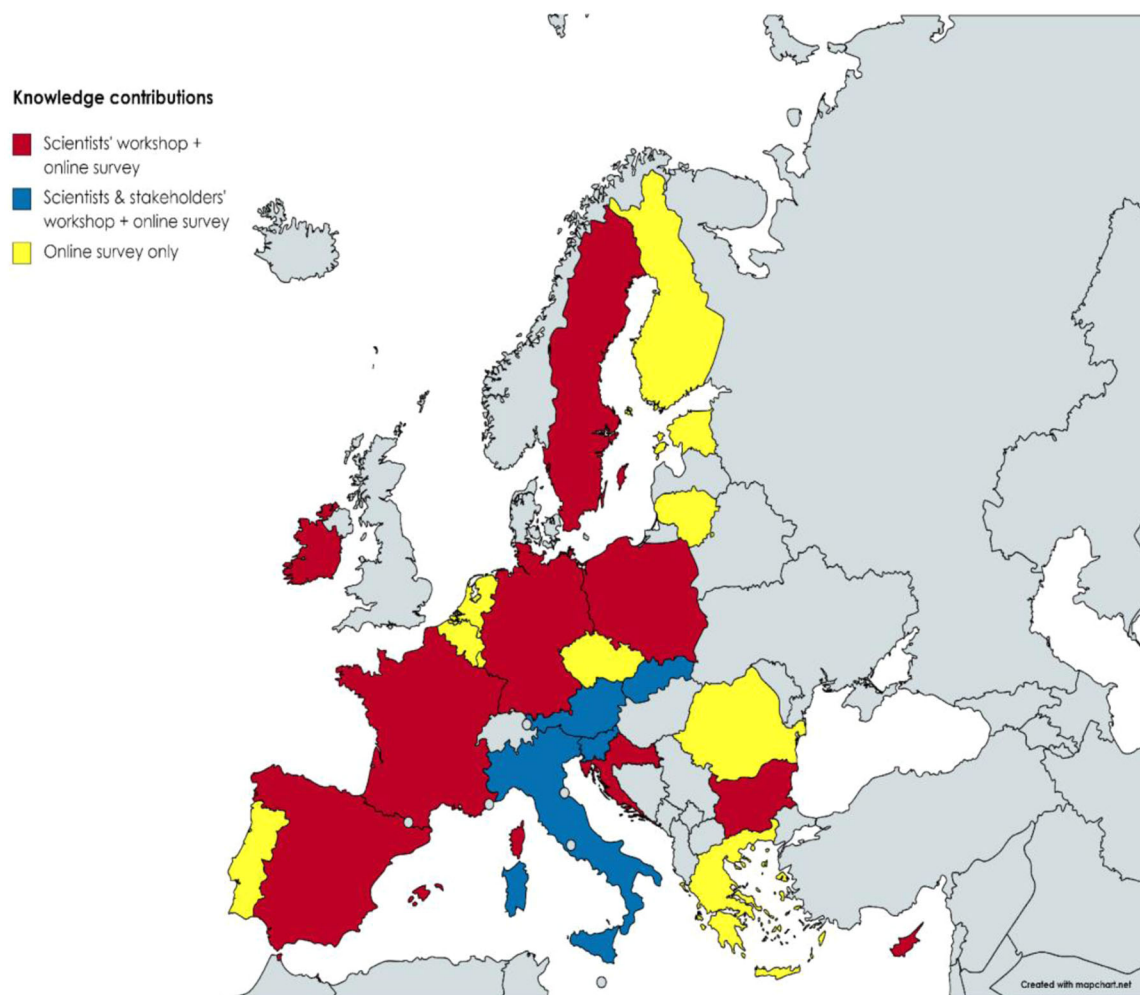 Knowledge contributions
Scientists' workshop +
online survey
Scientists & stakeholders'
workshop + online survey
Online survey only
Created with mapchart.net